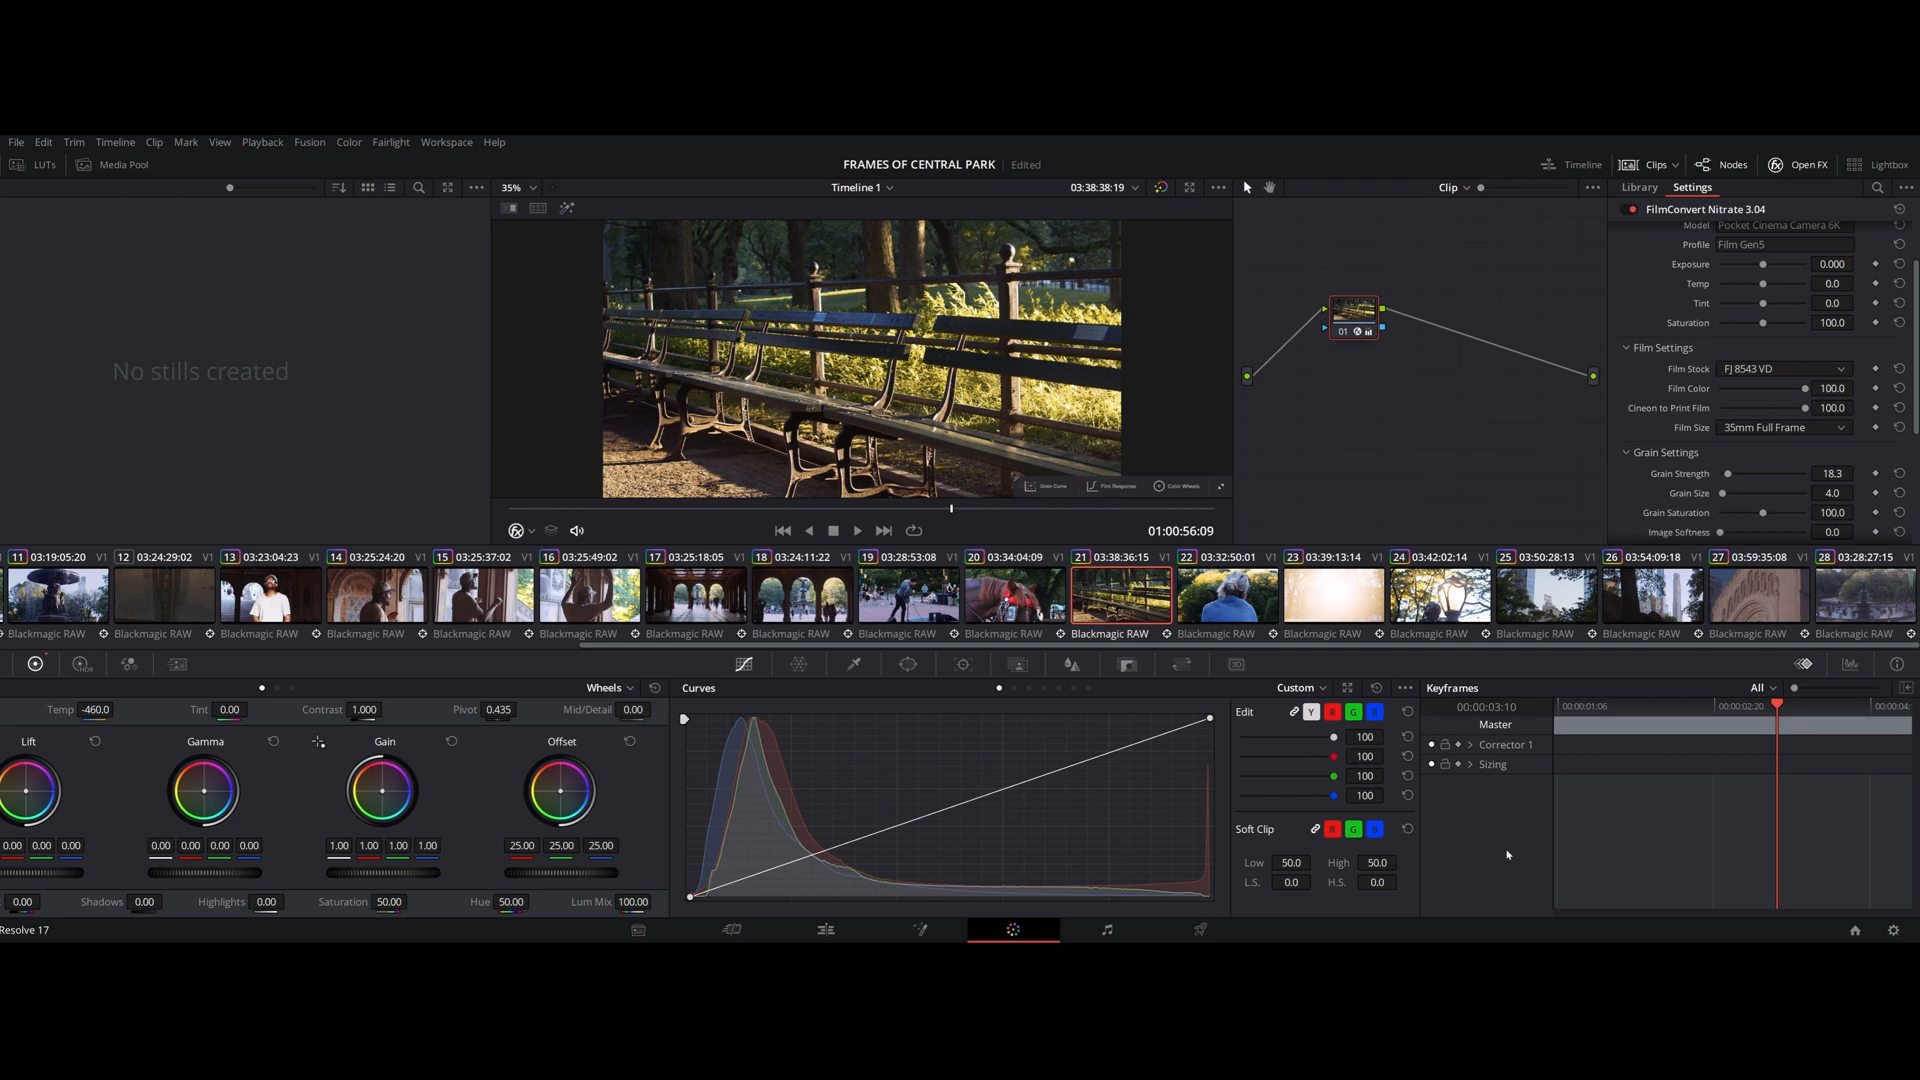 File Edit Trim Timeline Clip Mark View Playback Fusion Color Fairlight Workspace Help
LUTs Media Pool FRAMES OF CENTRAL PARK Edited Timeline Clips Nodes Open FX Lightbox
35% Timeline 1 03:38:38:19 Clip Library Settings
FilmConvert Nitrate 3.04
Model Pocket Cinema Camera 6K
Profile Film Gen5
Exposure 0.000
Temp 0.0
Tint 0.0
Saturation 100.0
Film Settings
No stills created
Film Stock FJ 8543 VD
Film Color 100.0
Cineon to Print Film 100.0
Film Size 35mm Full Frame
Grain Settings
Grain Strength 18.3
Grain Size 4.0
Grain Saturation 100.0
Image Softness 0.0
01
Grain Curve Film Response Color Wheels
01:00:56:09
11 03:19:05:20 V1 12 03:24:29:02 V1 13 03:23:04:23 V1 14 03:25:24:20 V1 15 03:25:37:02 V1 16 03:25:49:02 V1 17 03:25:18:05 V1 18 03:24:11:22 V1 19 03:28:53:08 V1 20 03:34:04:09 V1 21 03:38:36:15 V1 22 03:32:50:01 V1 23 03:39:13:14 V1 24 03:42:02:14 V1 25 03:50:28:13 V1 26 03:54:09:18 V1 27 03:59:35:08 V1 28 03:28:27:15 V1
Blackmagic RAW Blackmagic RAW Blackmagic RAW Blackmagic RAW Blackmagic RAW Blackmagic RAW Blackmagic RAW Blackmagic RAW Blackmagic RAW Blackmagic RAW Blackmagic RAW Blackmagic RAW Blackmagic RAW Blackmagic RAW Blackmagic RAW Blackmagic RAW Blackmagic RAW Blackmagic RAW
HDR 3D
Wheels Curves Custom Keyframes All
Temp -460.0 Tint 0.00 Contrast 1.000 Pivot 0.435 Mid/Detail 0.00
Lift Gamma Gain Offset
0.00 0.00 0.00 0.00 0.00 0.00 0.00 1.00 1.00 1.00 1.00 25.00 25.00 25.00
0.00 Shadows 0.00 Highlights 0.00 Saturation 50.00 Hue 50.00 Lum Mix 100.00
Edit Y R G B
100
100
100
100
Soft Clip R G B
Low 50.0 High 50.0
L.S. 0.0 H.S. 0.0
00:00:03:10 00:00:01:06 00:00:02:20 00:00:04:
Master
Corrector 1
Sizing
Resolve 17